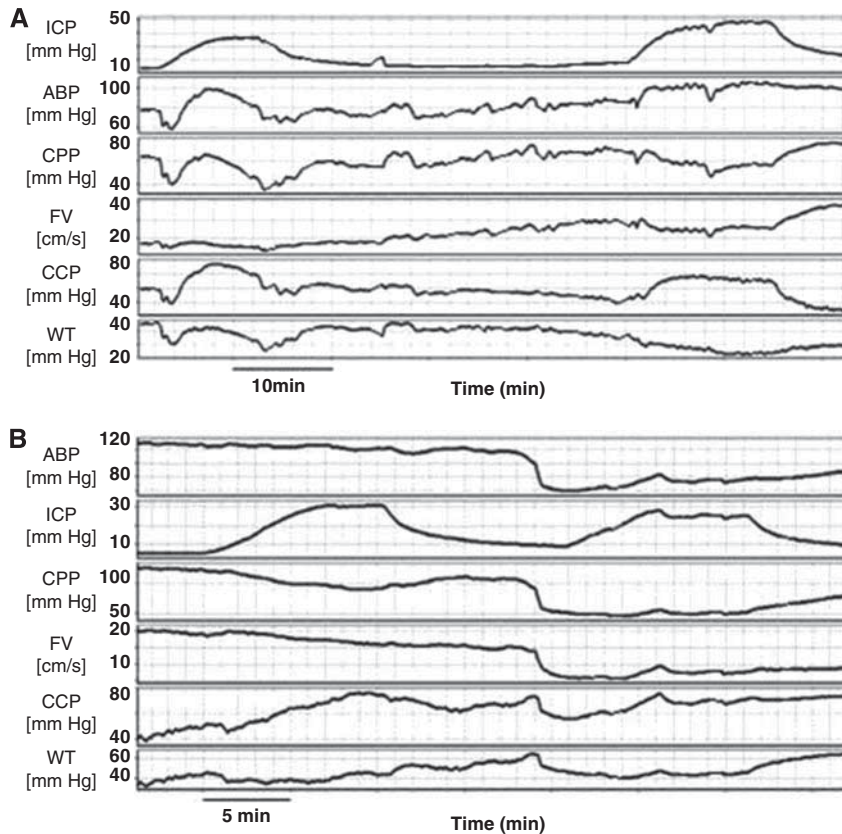 A
ICP
[mm Hg]
50
10
ABP
[mm Hg]
100
60
CPP
[mm Hg]
80
40
FV
[cm/s]
40
20
CCP
[mm Hg]
80
40
WT
[mm Hg]
40
20
10min
Time (min)
B
ABP
[mm Hg]
120
80
ICP
[mm Hg]
30
10
CPP
[mm Hg]
100
50
FV
[cm/s]
20
10
CCP
[mm Hg]
80
40
WT
[mm Hg]
60
40
5 min
Time (min)